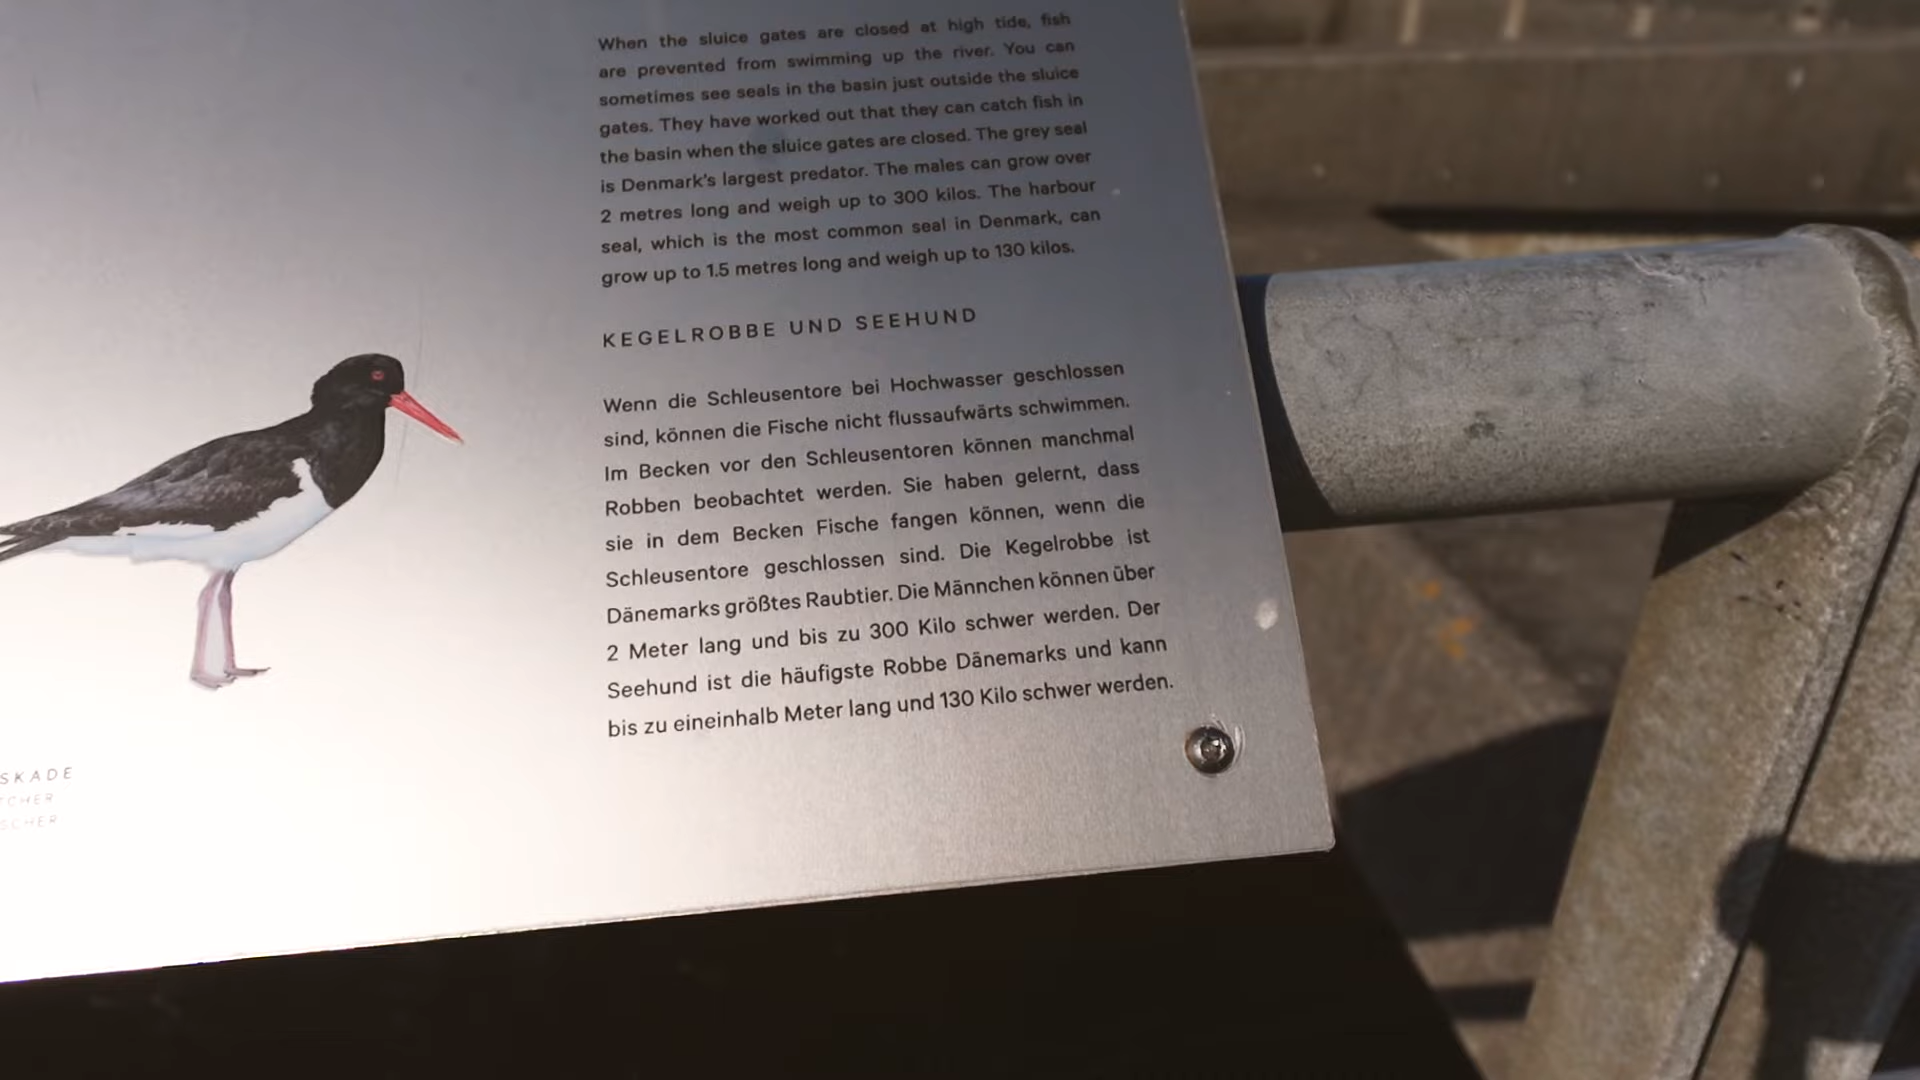 When the sluice gates are closed at high tide, fish
are prevented from swimming up the river. You can
sometimes see seals in the basin just outside the sluice
gates. They have worked out that they can catch fish in
the basin when the sluice gates are closed. The grey seal
is Denmark's largest predator. The males can grow over
2 metres long and weigh up to 300 kilos. The harbour
seal, which is the most common seal in Denmark, can
grow up to 1.5 metres long and weigh up to 130 kilos.
KEGELROBBE UND SEEHUND
Wenn die Schleusentore bei Hochwasser geschlossen
sind, können die Fische nicht flussaufwärts schwimmen.
Im Becken vor den Schleusentoren können manchmal
Robben beobachtet werden. Sie haben gelernt, dass
sie in dem Becken Fische fangen können, wenn die
Schleusentore geschlossen sind. Die Kegelrobbe ist
Dänemarks größtes Raubtier. Die Männchen können über
2 Meter lang und bis zu 300 Kilo schwer werden. Der
Seehund ist die häufigste Robbe Dänemarks und kann
bis zu eineinhalb Meter lang und 130 Kilo schwer werden.
SKADE
TCHER
SCHER